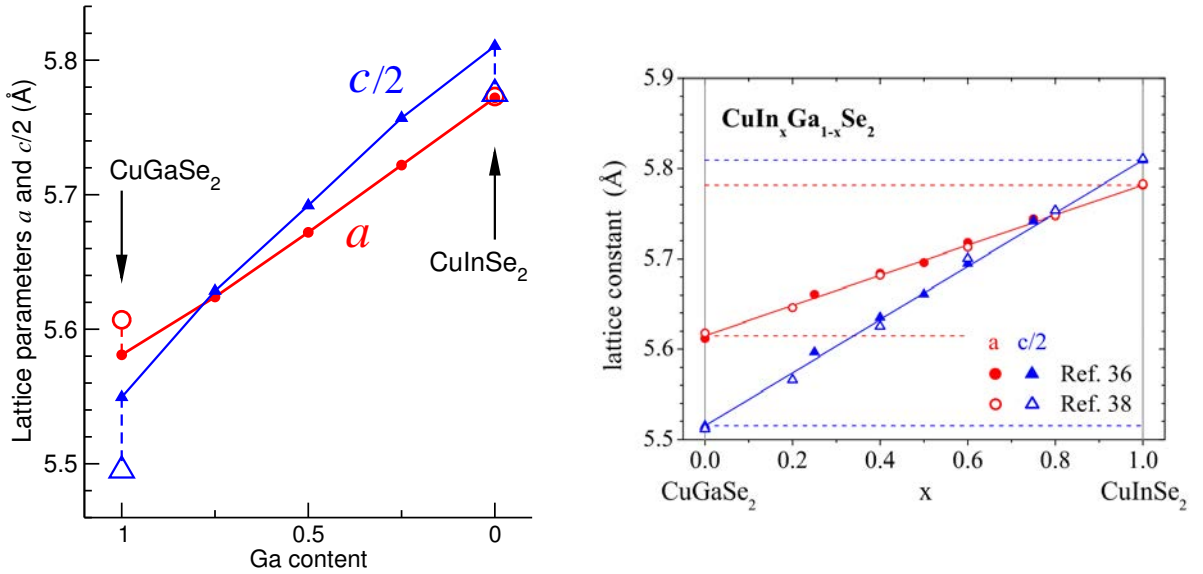 Lattice parameters a and c/2 (Å)
5.8
5.7
5.6
5.5
c/2
CuGaSe₂
a
CuInSe₂
1
0.5
0
Ga content
lattice constant (Å)
5.9
5.8
5.7
5.6
5.5
CuInₓGa₁₋ₓSe₂
a c/2
Ref. 36
Ref. 38
0.0 0.2 0.4 0.6 0.8 1.0
CuGaSe₂ x CuInSe₂